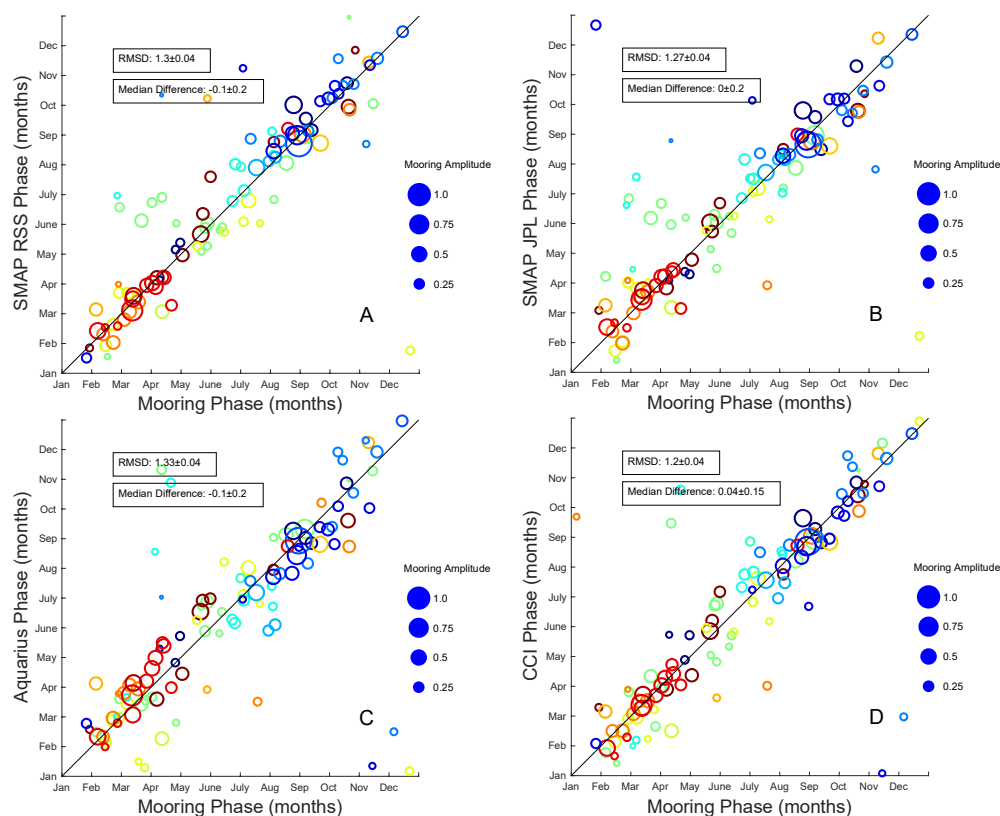 A
SMAP RSS Phase (months)
Dec
Nov
Oct
Sep
Aug
July
June
May
Apr
Mar
Feb
Jan
RMSD: 1.3±0.04
Median Difference: -0.1±0.2
Mooring Amplitude
1.0
0.75
0.5
0.25
A
Jan Feb Mar Apr May June July Aug Sep Oct Nov Dec
Mooring Phase (months)
B
SMAP JPL Phase (months)
Dec
Nov
Oct
Sep
Aug
July
June
May
Apr
Mar
Feb
Jan
RMSD: 1.27±0.04
Median Difference: 0±0.2
Mooring Amplitude
1.0
0.75
0.5
0.25
B
Jan Feb Mar Apr May June July Aug Sep Oct Nov Dec
Mooring Phase (months)
C
Aquarius Phase (months)
Dec
Nov
Oct
Sep
Aug
July
June
May
Apr
Mar
Feb
Jan
RMSD: 1.33±0.04
Median Difference: -0.1±0.2
Mooring Amplitude
1.0
0.75
0.5
0.25
C
Jan Feb Mar Apr May June July Aug Sep Oct Nov Dec
Mooring Phase (months)
D
CCI Phase (months)
Dec
Nov
Oct
Sep
Aug
July
June
May
Apr
Mar
Feb
Jan
RMSD: 1.2±0.04
Median Difference: 0.04±0.15
Mooring Amplitude
1.0
0.75
0.5
0.25
D
Jan Feb Mar Apr May June July Aug Sep Oct Nov Dec
Mooring Phase (months)